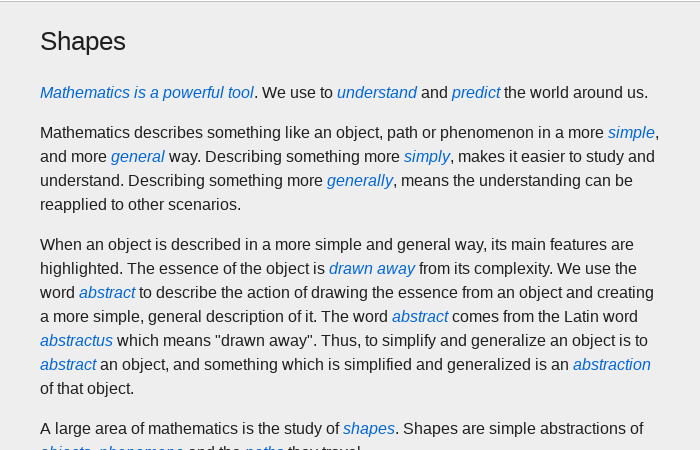 Shapes
Mathematics is a powerful tool. We use to understand and predict the world around us.
Mathematics describes something like an object, path or phenomenon in a more simple,
and more general way. Describing something more simply, makes it easier to study and
understand. Describing something more generally, means the understanding can be
reapplied to other scenarios.
When an object is described in a more simple and general way, its main features are
highlighted. The essence of the object is drawn away from its complexity. We use the
word abstract to describe the action of drawing the essence from an object and creating
a more simple, general description of it. The word abstract comes from the Latin word
abstractus which means "drawn away". Thus, to simplify and generalize an object is to
abstract an object, and something which is simplified and generalized is an abstraction
of that object.
A large area of mathematics is the study of shapes. Shapes are simple abstractions of
objects, phenomena and the paths they travel.